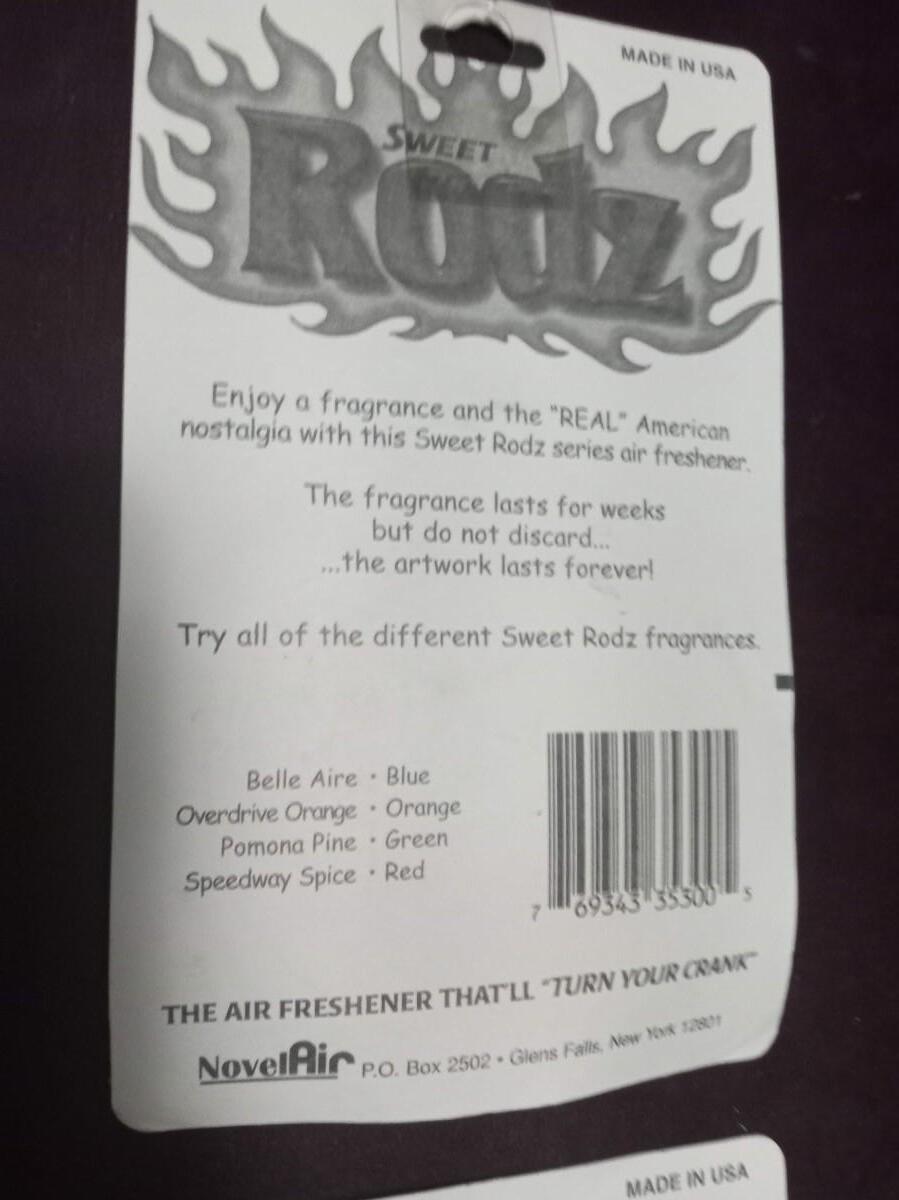 MADE IN USA
SWEET
Rodz
Enjoy a fragrance and the "REAL" American
nostalgia with this Sweet Rodz series air freshener.
The fragrance lasts for weeks
but do not discard...
...the artwork lasts forever!
Try all of the different Sweet Rodz fragrances.
Belle Aire • Blue
Overdrive Orange • Orange
Pomona Pine • Green
Speedway Spice • Red
7 69343 35300 5
THE AIR FRESHENER THAT'LL "TURN YOUR CRANK"
NovelAir P.O. Box 2502 • Glens Falls, New York 12801
MADE IN USA